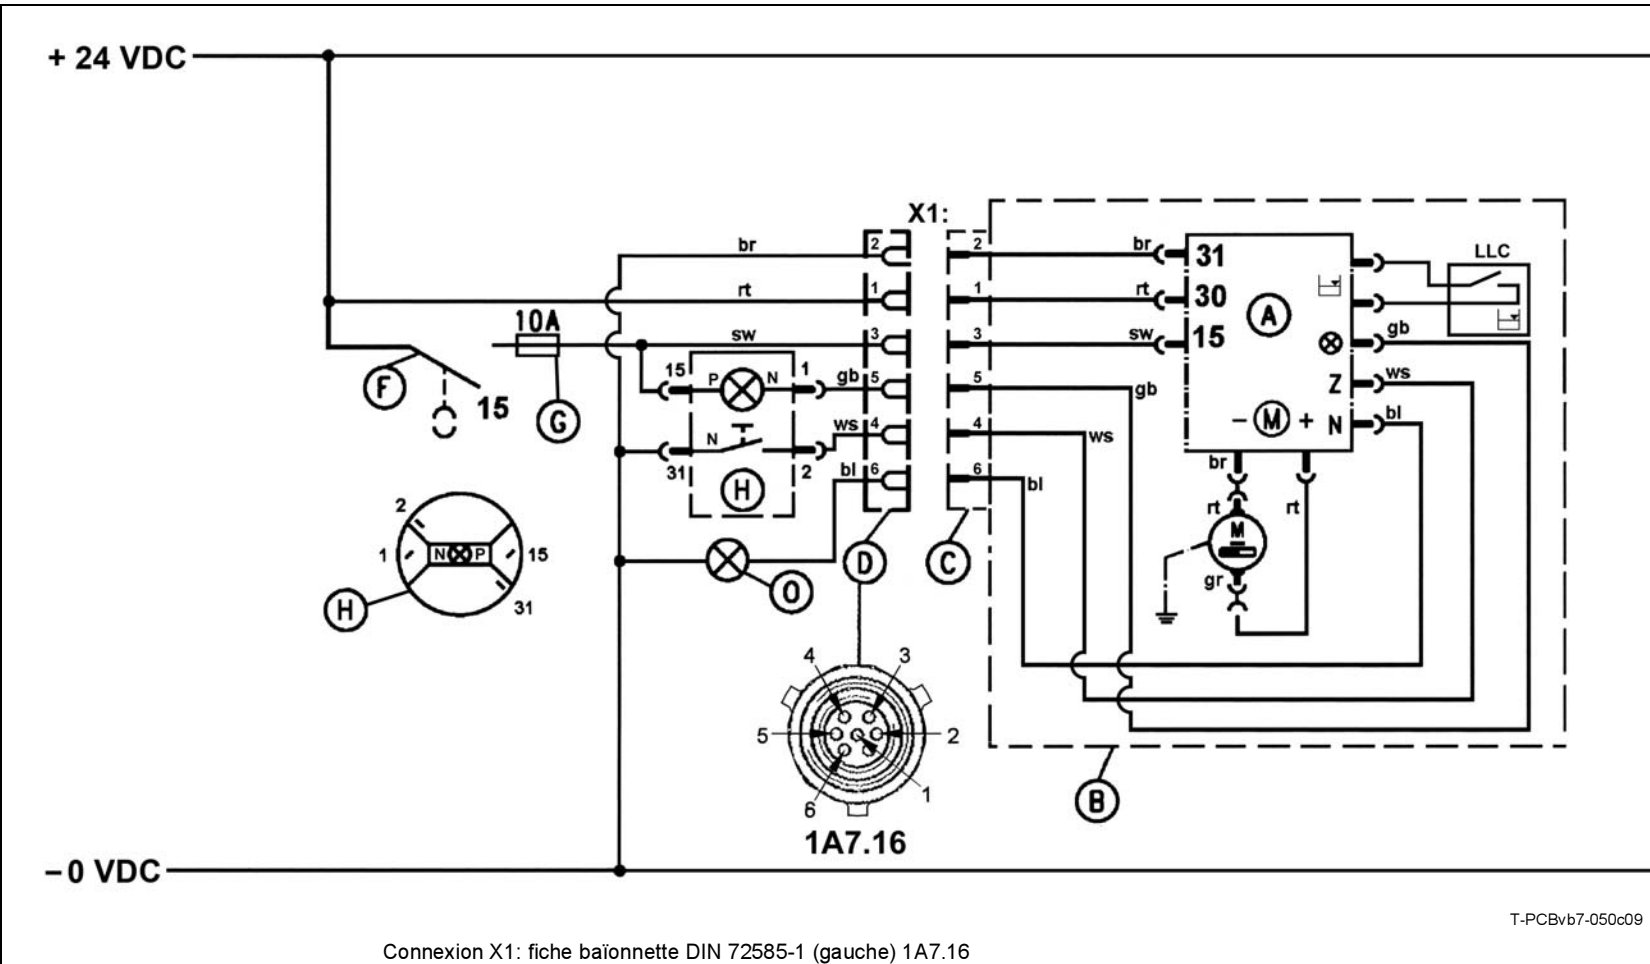 + 24 VDC
X1:
br 2 2 br 31
LLC
rt 1 1 rt 30
A
10A
sw 3 3 sw 15
gb
F
15
G
15 P N 1 gb 5 5 gb
Z ws
ws 4 4 ws
N 31 2
H
bl 6 6 bl
− M + N bl
br
rt rt
M
gr
2
1 N P 15
31
H
D
C
O
4 3
5 2
6 1
B
1A7.16
− 0 VDC
T-PCBvb7-050c09
Connexion X1: fiche baïonnette DIN 72585-1 (gauche) 1A7.16